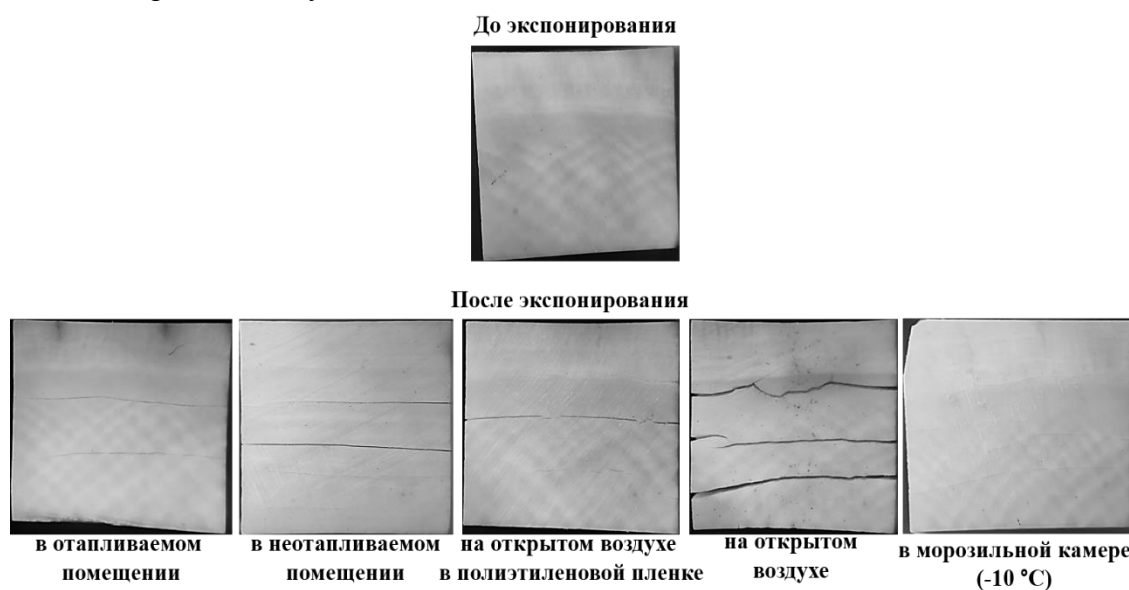 До экспонирования
После экспонирования
в отапливаемом
помещении
в неотапливаемом
помещении
на открытом воздухе
в полиэтиленовой пленке
на открытом
воздухе
в морозильной камере
(-10 °C)